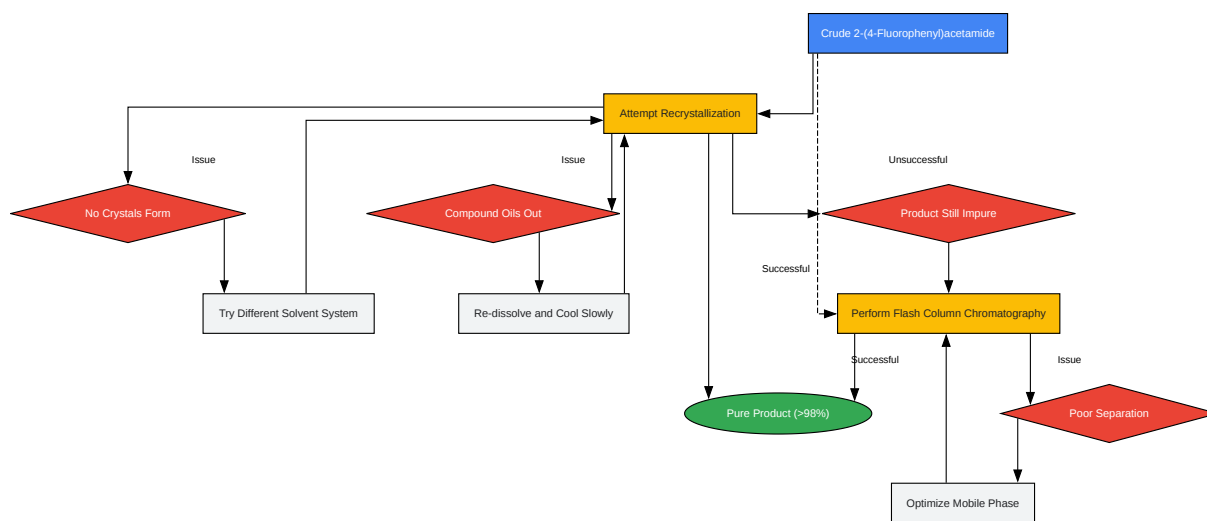 Crude 2-(4-Fluorophenyl)acetamide
Attempt Recrystallization
Issue
Issue
Unsuccessful
No Crystals Form
Compound Oils Out
Product Still Impure
Successful
Try Different Solvent System
Re-dissolve and Cool Slowly
Perform Flash Column Chromatography
Successful
Issue
Pure Product (>98%)
Poor Separation
Optimize Mobile Phase